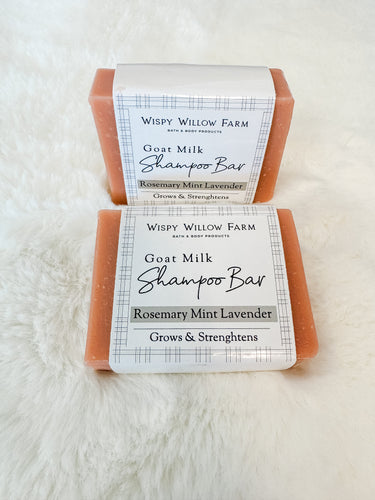 WISPY WILLOW FARM
BATH & BODY PRODUCTS
Goat Milk
Shampoo Bar
Rosemary Mint Lavender
Grows & Strenghtens
WISPY WILLOW FARM
BATH & BODY PRODUCTS
Goat Milk
Shampoo Bar
Rosemary Mint Lavender
Grows & Strenghtens